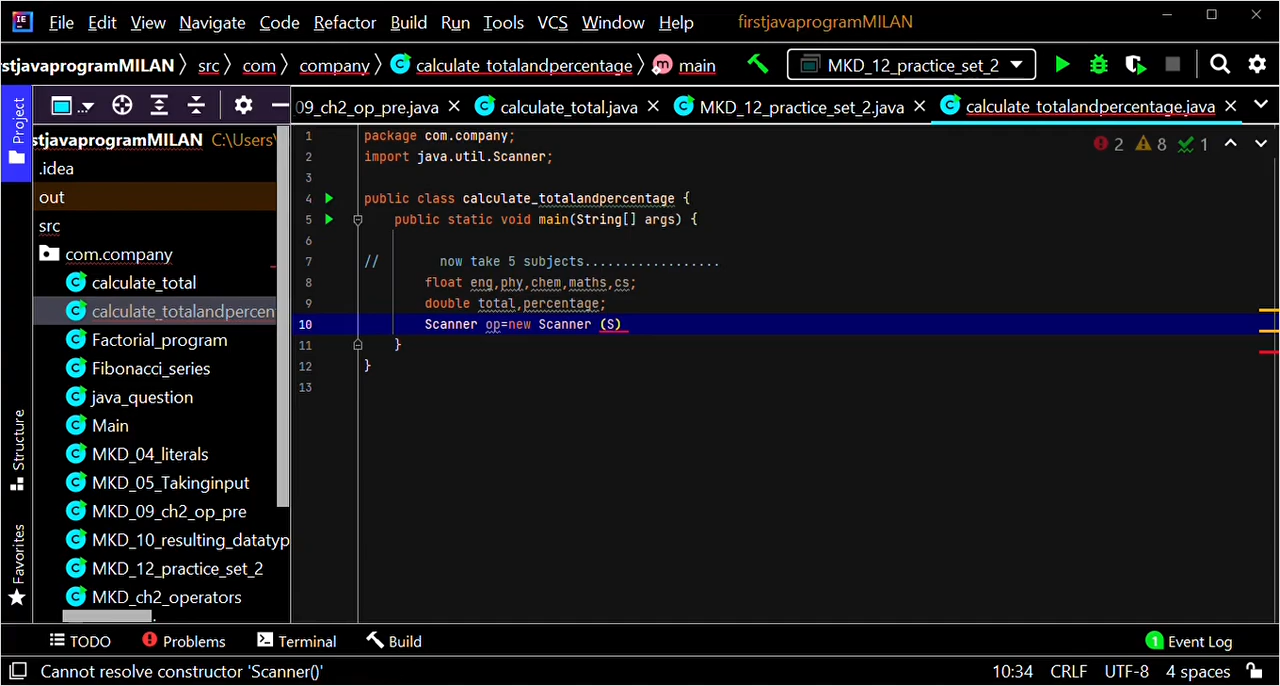 File Edit View Navigate Code Refactor Build Run Tools VCS Window Help firstjavaprogramMILAN
stjavaprogramMILAN src com company calculate_totalandpercentage main MKD_12_practice_set_2
09_ch2_op_pre.java calculate_total.java MKD_12_practice_set_2.java calculate_totalandpercentage.java
Project
stjavaprogramMILAN C:\Users\
.idea
out
src
com.company
calculate_total
calculate_totalandpercen
Factorial_program
Fibonacci_series
java_question
Main
MKD_04_literals
MKD_05_Takinginput
MKD_09_ch2_op_pre
MKD_10_resulting_datatyp
MKD_12_practice_set_2
MKD_ch2_operators
Structure
Favorites
2 8 1
1 package com.company;
2 import java.util.Scanner;
3
4 public class calculate_totalandpercentage {
5 public static void main(String[] args) {
6
7 // now take 5 subjects..................
8 float eng,phy,chem,maths,cs;
9 double total,percentage;
10 Scanner op=new Scanner (S)
11 }
12 }
13
TODO Problems Terminal Build 1 Event Log
Cannot resolve constructor 'Scanner()' 10:34 CRLF UTF-8 4 spaces